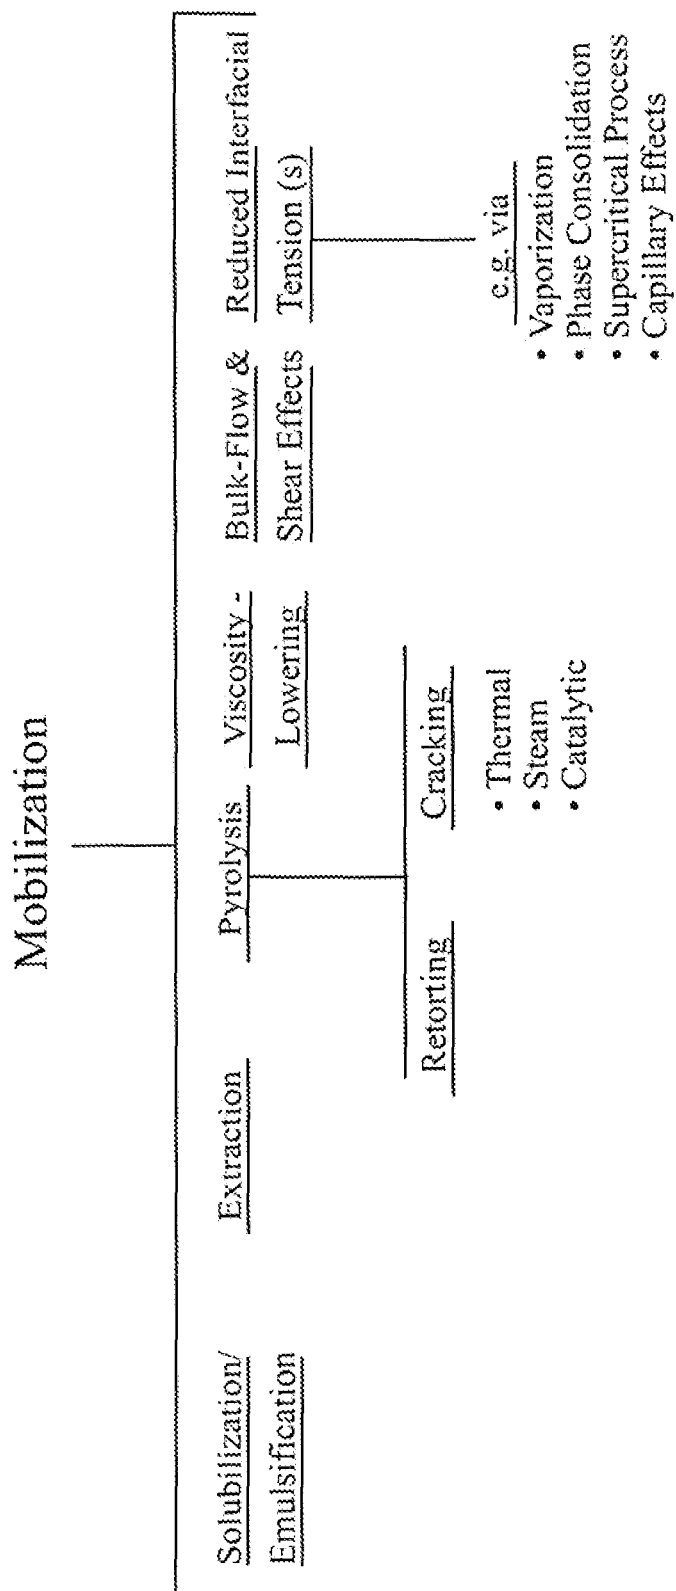 Mobilization
Solubilization/
Emulsification
Extraction
Pyrolysis
Viscosity -
Lowering
Bulk-Flow &
Shear Effects
Reduced Interfacial
Tension (s)
Retorting
Cracking
• Thermal
• Steam
• Catalytic
e.g. via
• Vaporization
• Phase Consolidation
• Supercritical Process
• Capillary Effects